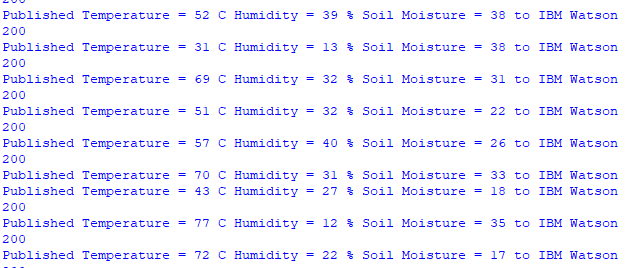 200
Published Temperature = 52 C Humidity = 39 % Soil Moisture = 38 to IBM Watson
200
Published Temperature = 31 C Humidity = 13 % Soil Moisture = 38 to IBM Watson
200
Published Temperature = 69 C Humidity = 32 % Soil Moisture = 31 to IBM Watson
200
Published Temperature = 51 C Humidity = 32 % Soil Moisture = 22 to IBM Watson
200
Published Temperature = 57 C Humidity = 40 % Soil Moisture = 26 to IBM Watson
200
Published Temperature = 70 C Humidity = 31 % Soil Moisture = 33 to IBM Watson
Published Temperature = 43 C Humidity = 27 % Soil Moisture = 18 to IBM Watson
200
Published Temperature = 77 C Humidity = 12 % Soil Moisture = 35 to IBM Watson
200
Published Temperature = 72 C Humidity = 22 % Soil Moisture = 17 to IBM Watson